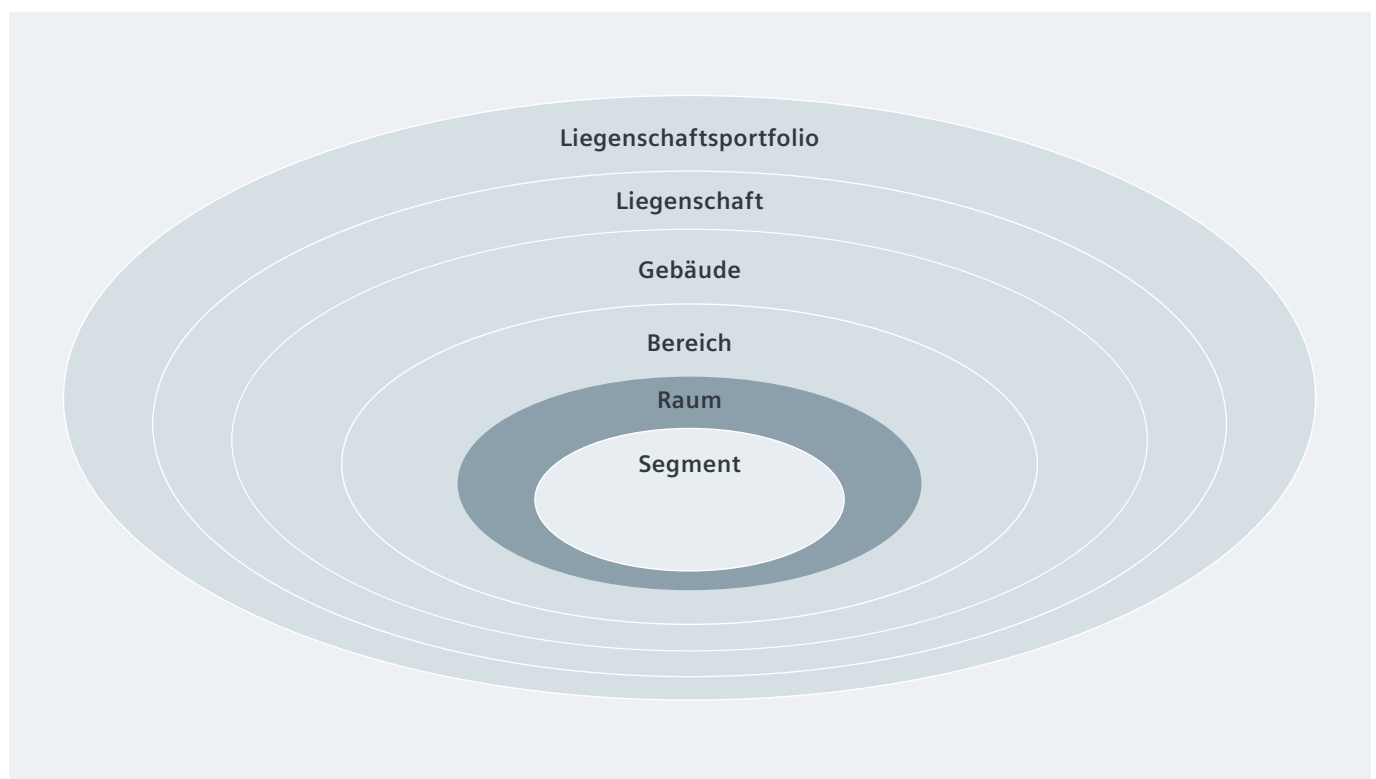 Liegenschaftsportfolio
Liegenschaft
Gebäude
Bereich
Raum
Segment